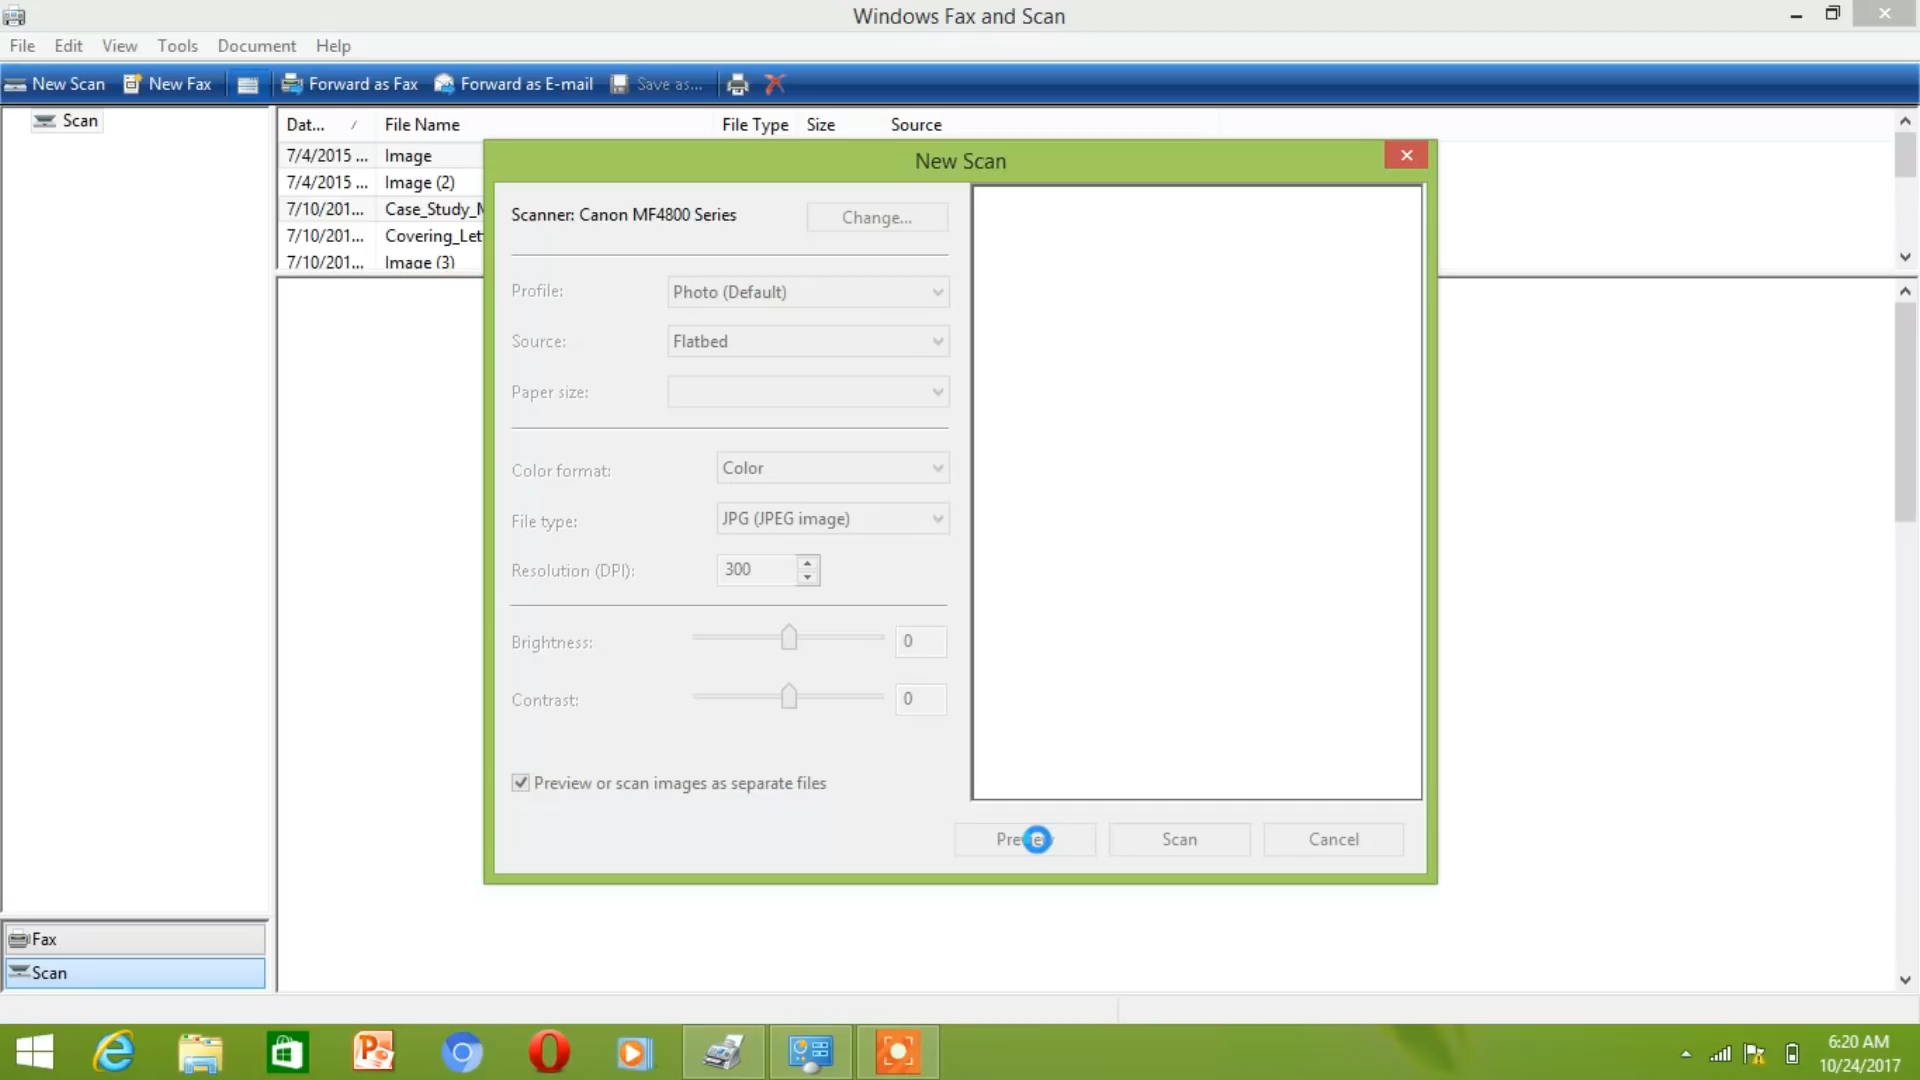 Windows Fax and Scan
File Edit View Tools Document Help
New Scan New Fax Forward as Fax Forward as E-mail Save as...
Scan
Dat... File Name File Type Size Source
7/4/2015 ... Image
7/4/2015 ... Image (2)
7/10/201... Case_Study_M
7/10/201... Covering_Let
7/10/201... Image (3)
New Scan
Scanner: Canon MF4800 Series Change...
Profile: Photo (Default)
Source: Flatbed
Paper size:
Color format: Color
File type: JPG (JPEG image)
Resolution (DPI): 300
Brightness: 0
Contrast: 0
Preview or scan images as separate files
Preview Scan Cancel
Fax
Scan
6:20 AM
10/24/2017